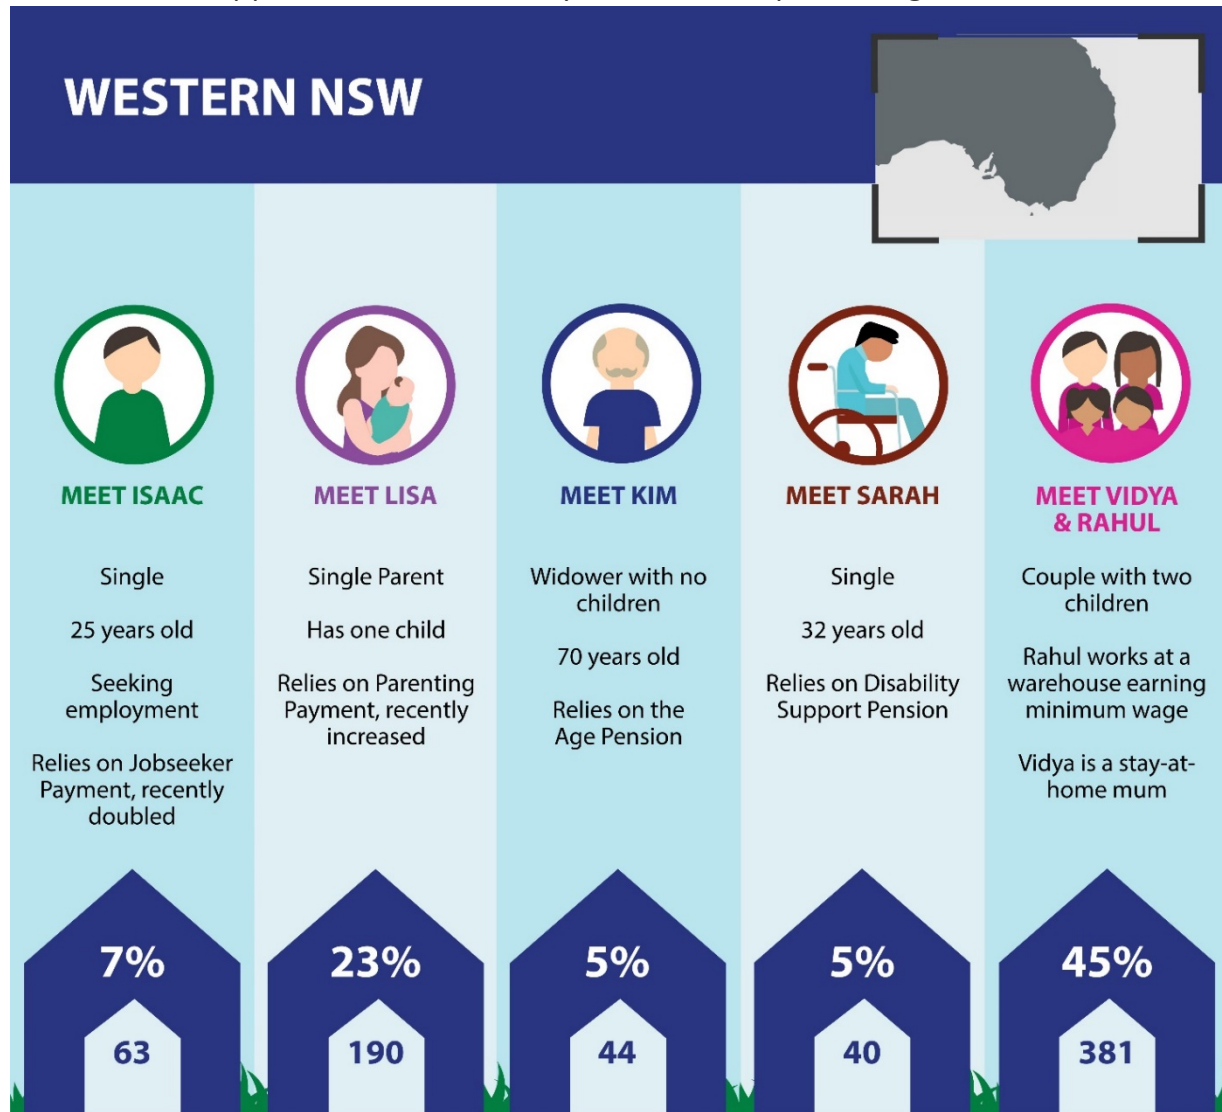 WESTERN NSW
MEET ISAAC
Single
25 years old
Seeking
employment
Relies on Jobseeker
Payment, recently
doubled
7%
63
MEET LISA
Single Parent
Has one child
Relies on Parenting
Payment, recently
increased
23%
190
MEET KIM
Widower with no
children
70 years old
Relies on the
Age Pension
5%
44
MEET SARAH
Single
32 years old
Relies on Disability
Support Pension
5%
40
MEET VIDYA
& RAHUL
Couple with two
children
Rahul works at a
warehouse earning
minimum wage
Vidya is a stay-at-
home mum
45%
381